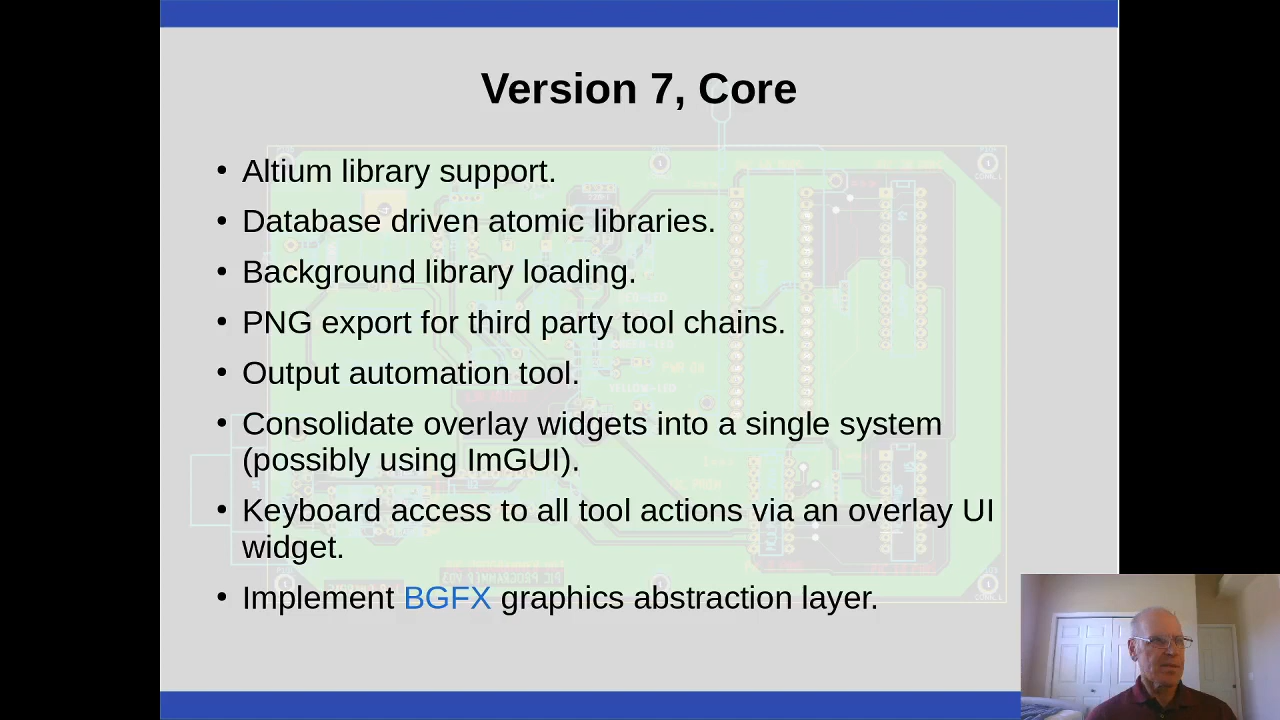 Version 7, Core
• Altium library support.
• Database driven atomic libraries.
• Background library loading.
• PNG export for third party tool chains.
• Output automation tool.
• Consolidate overlay widgets into a single system
(possibly using ImGUI).
• Keyboard access to all tool actions via an overlay UI
widget.
• Implement BGFX graphics abstraction layer.